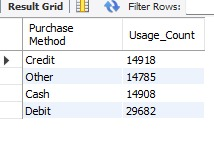 Result Grid Filter Rows:
Purchase Usage_Count
Method
Credit 14918
Other 14785
Cash 14908
Debit 29682